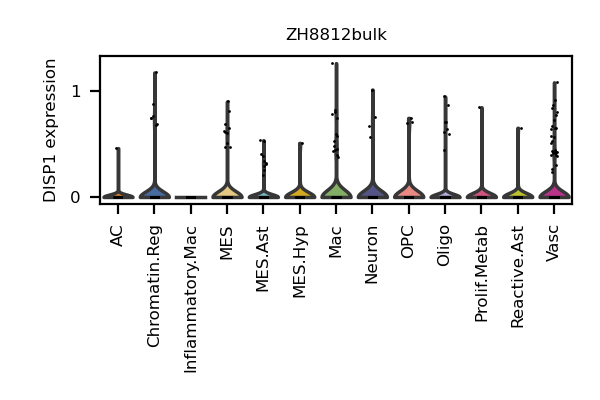 ZH8812bulk
DISP1 expression
1
0
AC
Chromatin.Reg
Inflammatory.Mac
MES
MES.Ast
MES.Hyp
Mac
Neuron
OPC
Oligo
Prolif.Metab
Reactive.Ast
Vasc